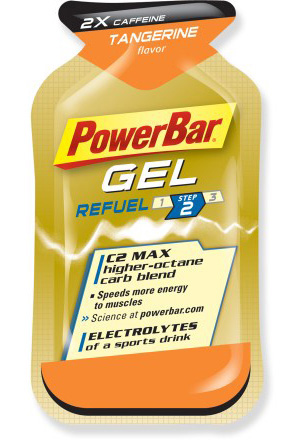 2X CAFFEINE
TANGERINE
flavor
PowerBar
GEL
REFUEL 1 STEP 2 3
C2 MAX
higher-octane
carb blend
▪ Speeds more energy
to muscles
» Science at powerbar.com
ELECTROLYTES
of a sports drink